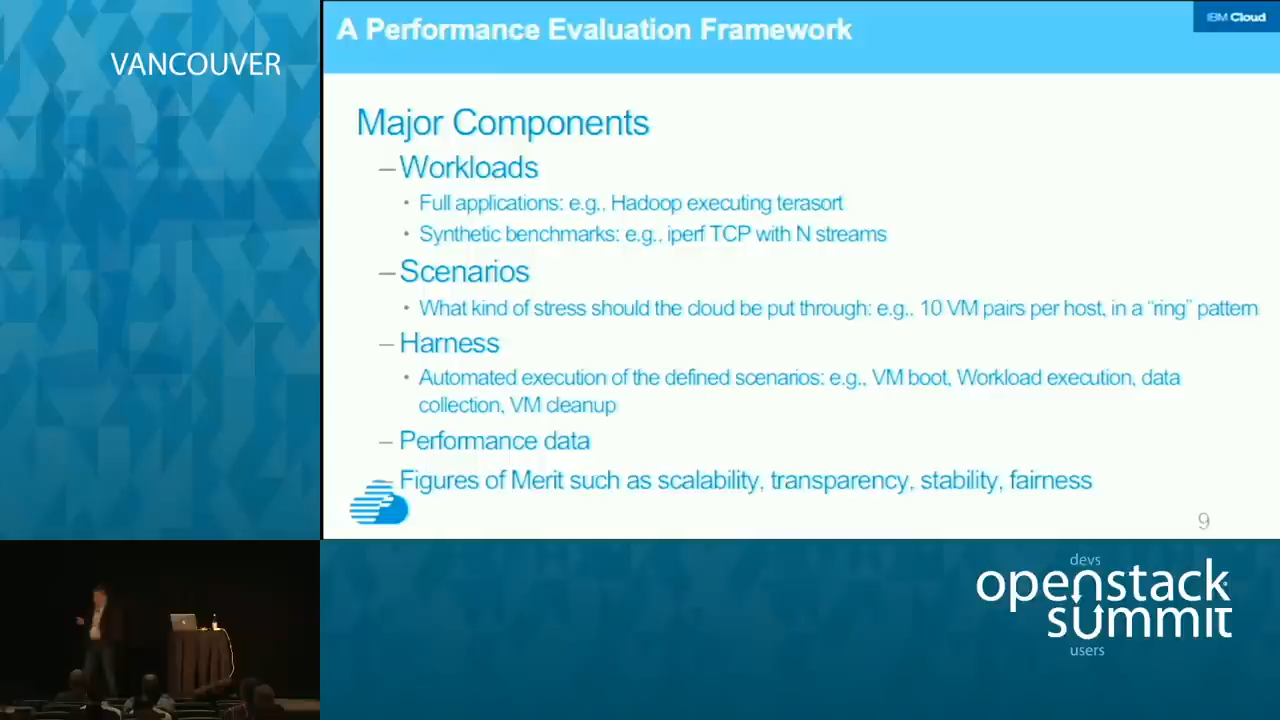 VANCOUVER
A Performance Evaluation Framework
IBM Cloud
Major Components
– Workloads
• Full applications: e.g., Hadoop executing terasort
• Synthetic benchmarks: e.g., iperf TCP with N streams
– Scenarios
• What kind of stress should the cloud be put through: e.g., 10 VM pairs per host, in a “ring” pattern
– Harness
• Automated execution of the defined scenarios: e.g., VM boot, Workload execution, data
collection, VM cleanup
– Performance data
– Figures of Merit such as scalability, transparency, stability, fairness
9
devs
openstack
summit
users